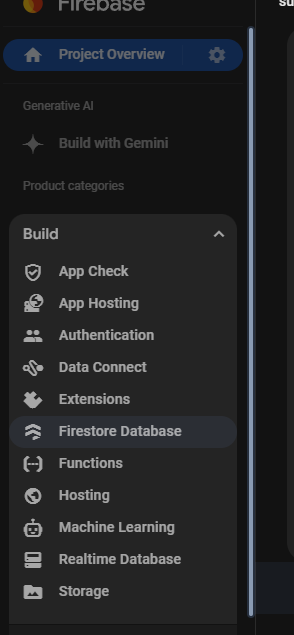 Firebase
Project Overview
Generative AI
Build with Gemini
Product categories
Build
App Check
App Hosting
Authentication
Data Connect
Extensions
Firestore Database
Functions
Hosting
Machine Learning
Realtime Database
Storage